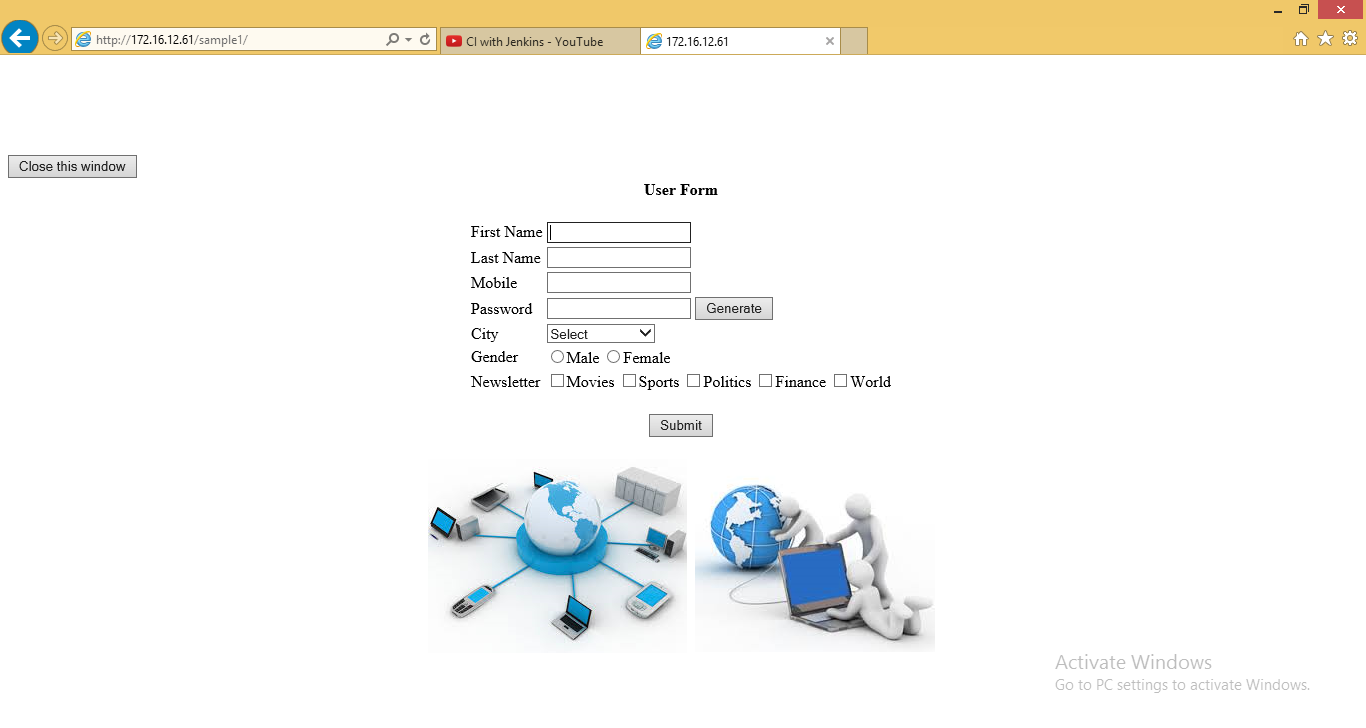 http://172.16.12.61/sample1/
CI with Jenkins - YouTube
172.16.12.61
Close this window
User Form
First Name
Last Name
Mobile
Password Generate
City Select
Gender Male Female
Newsletter Movies Sports Politics Finance World
Submit
Activate Windows
Go to PC settings to activate Windows.